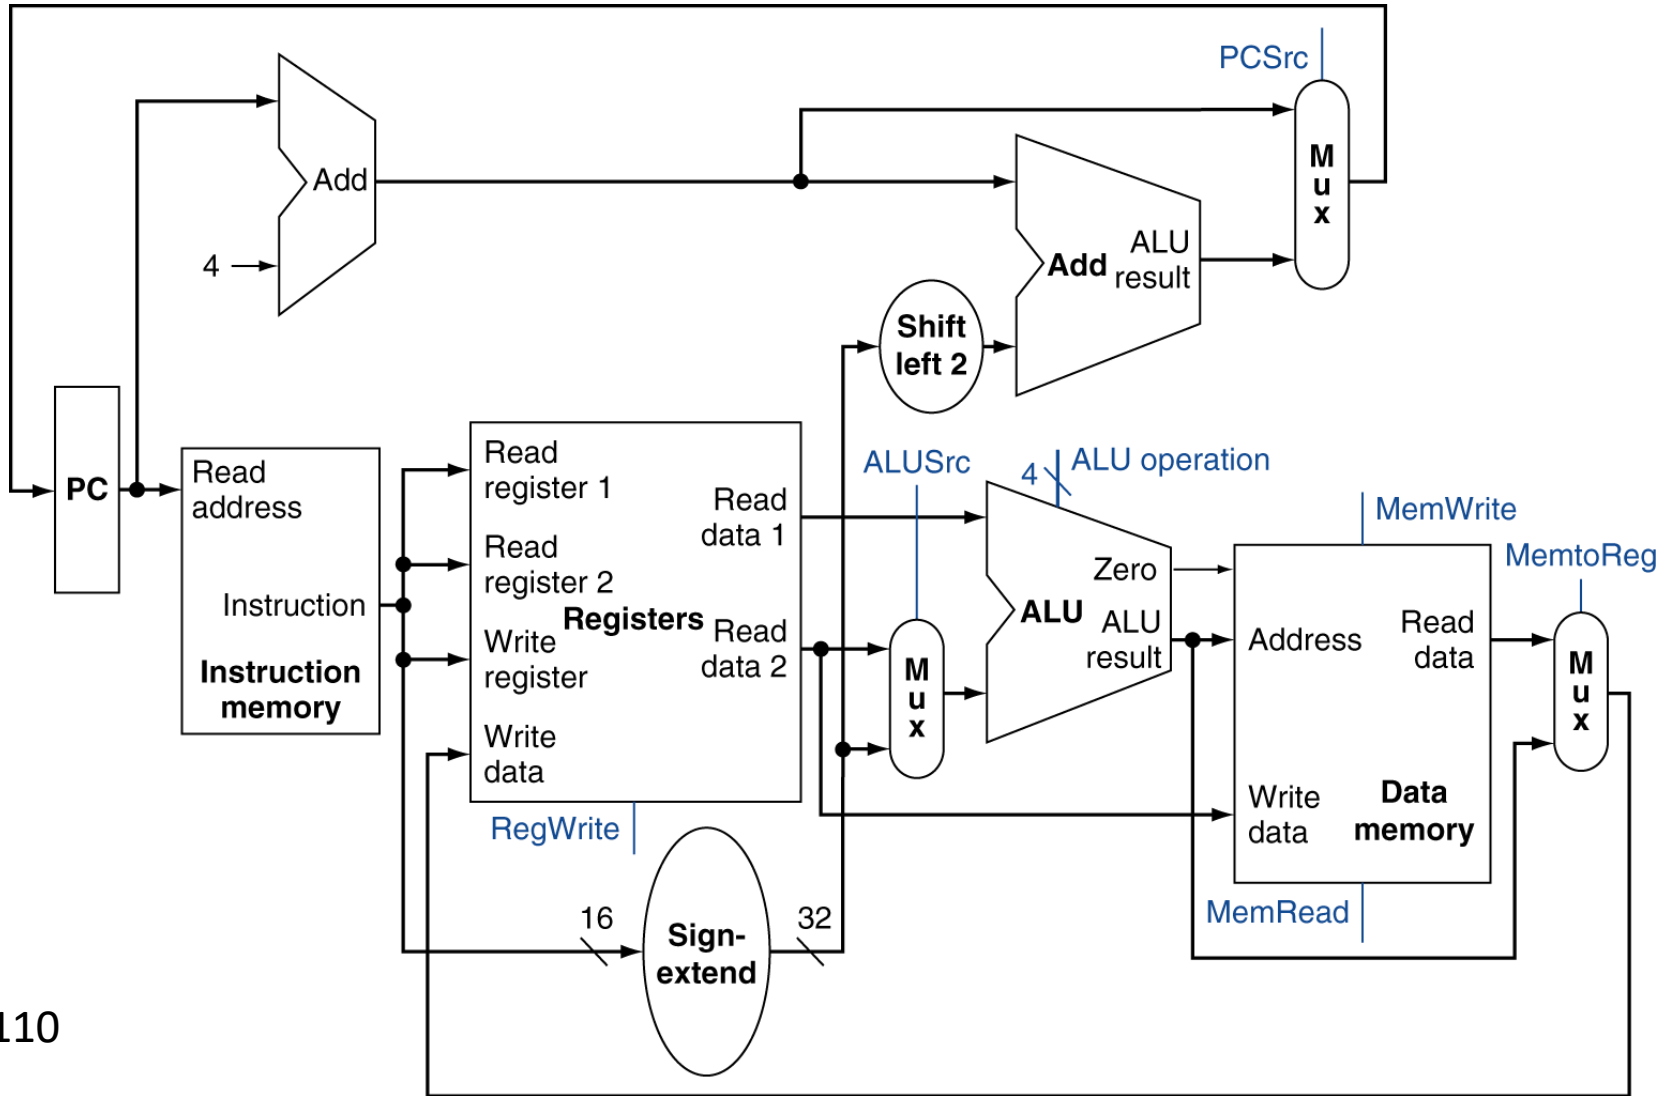 PCSrc
M
u
x
Add
4
Add
ALU
result
Shift
left 2
PC
Read
address
Instruction
Instruction
memory
Read
register 1
Read
register 2
Write
register
Write
data
Registers
Read
data 1
Read
data 2
RegWrite
ALUSrc
M
u
x
4
ALU operation
Zero
ALU
ALU
result
MemWrite
MemtoReg
Address
Read
data
Write
data
Data
memory
M
u
x
MemRead
16
Sign-
extend
32
110